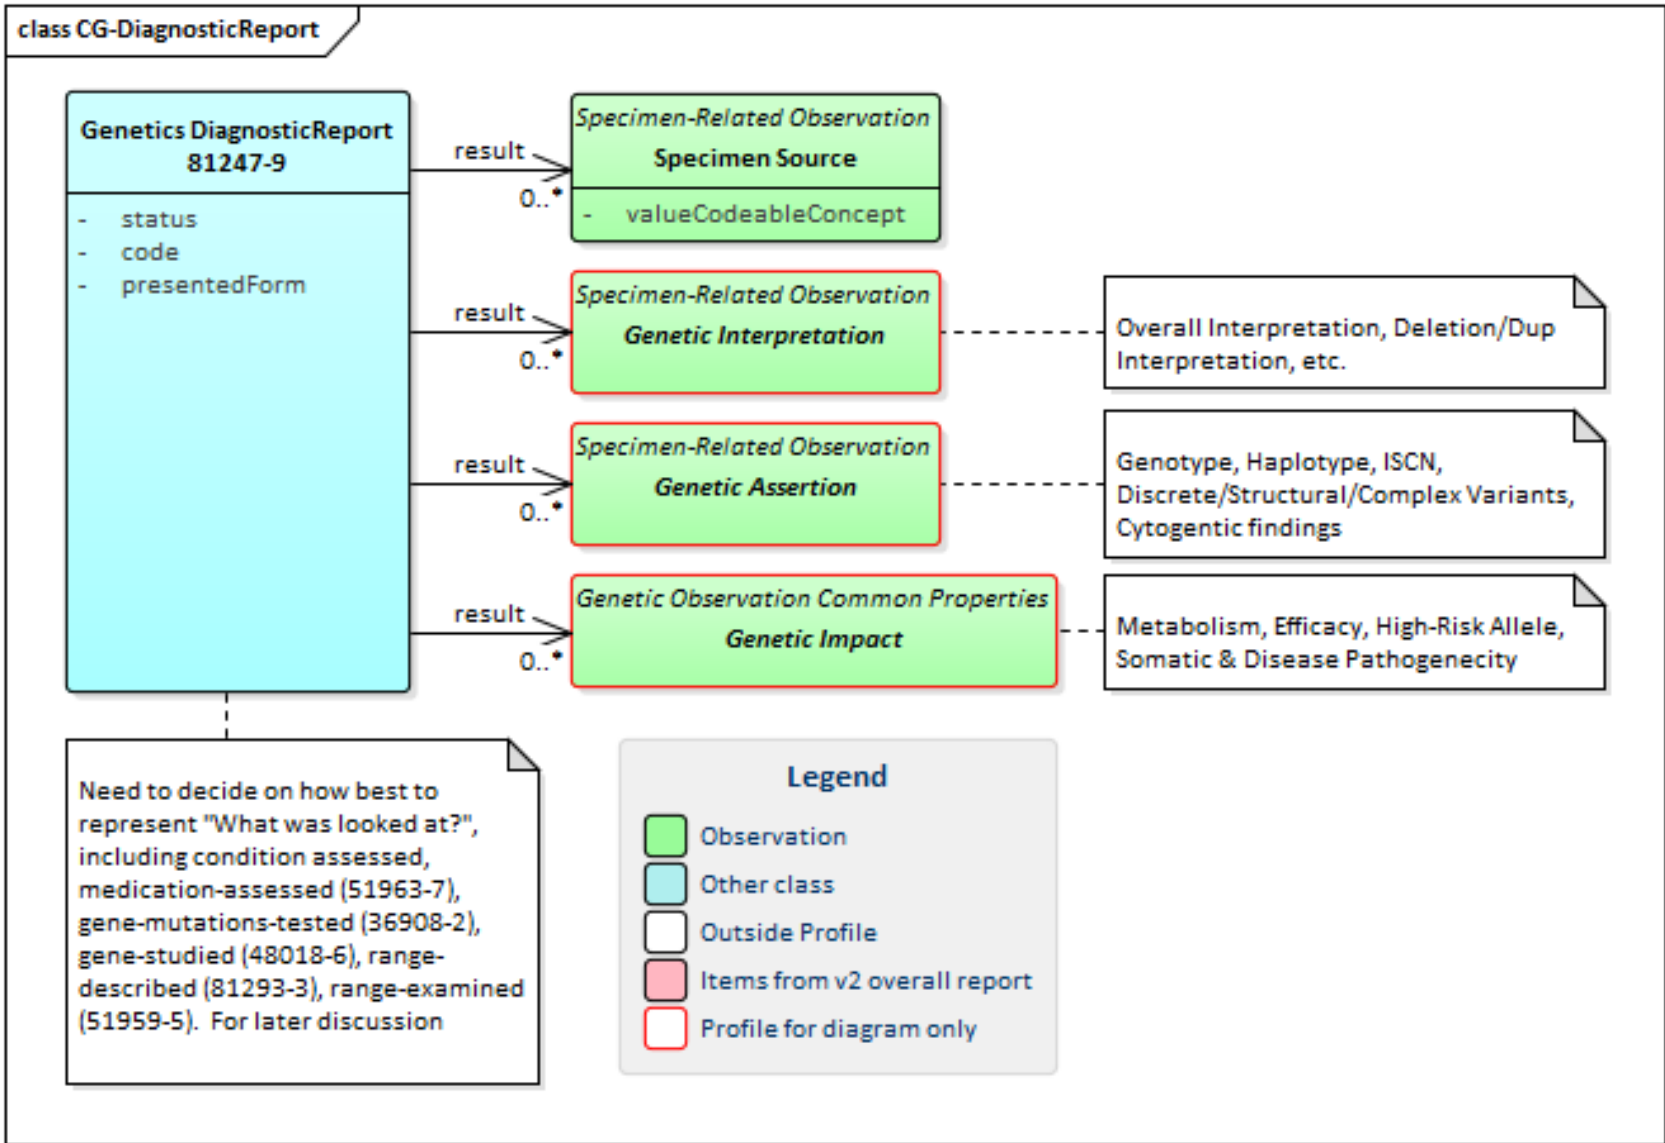 class CG-DiagnosticReport
Genetics DiagnosticReport
81247-9
- status
- code
- presentedForm
result
0..*
Specimen-Related Observation
Specimen Source
- valueCodeableConcept
result
0..*
Specimen-Related Observation
Genetic Interpretation
Overall Interpretation, Deletion/Dup
Interpretation, etc.
result
0..*
Specimen-Related Observation
Genetic Assertion
Genotype, Haplotype, ISCN,
Discrete/Structural/Complex Variants,
Cytogentic findings
result
0..*
Genetic Observation Common Properties
Genetic Impact
Metabolism, Efficacy, High-Risk Allele,
Somatic & Disease Pathogenecity
Need to decide on how best to
represent "What was looked at?",
including condition assessed,
medication-assessed (51963-7),
gene-mutations-tested (36908-2),
gene-studied (48018-6), range-
described (81293-3), range-examined
(51959-5).  For later discussion
Legend
Observation
Other class
Outside Profile
Items from v2 overall report
Profile for diagram only